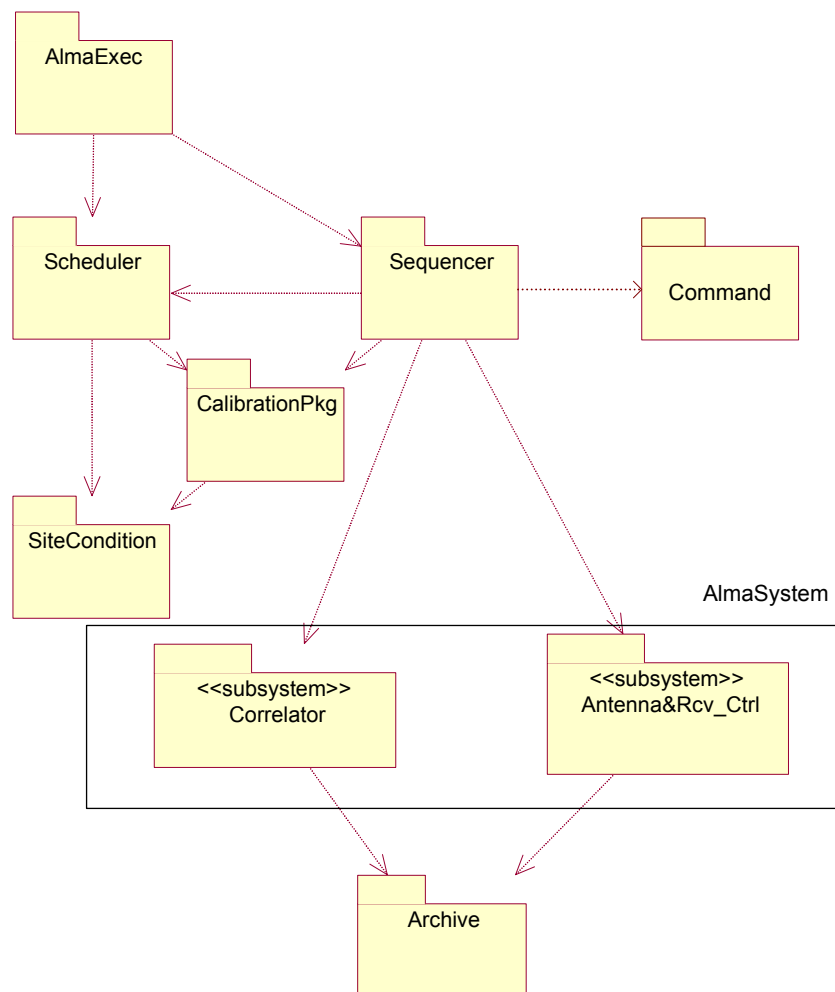 AlmaExec
Scheduler
Sequencer
Command
CalibrationPkg
SiteCondition
AlmaSystem
<<subsystem>>
Correlator
<<subsystem>>
Antenna&Rcv_Ctrl
Archive